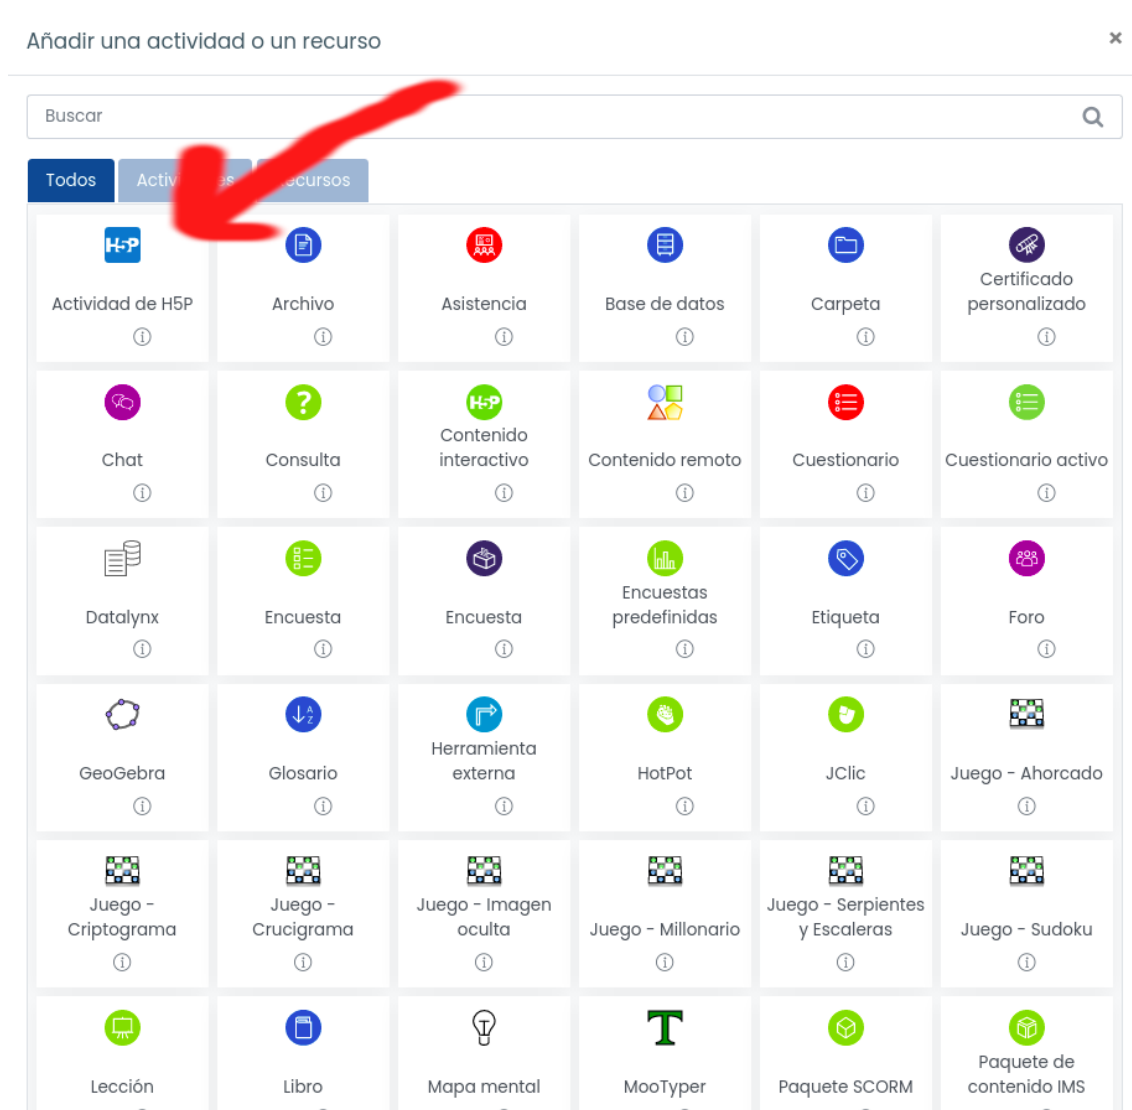 Añadir una actividad o un recurso
×
Buscar
Todos
H5P
Actividad de H5P
Archivo
Asistencia
Base de datos
Carpeta
Certificado
personalizado
Chat
?
Consulta
H5P
Contenido
interactivo
Contenido remoto
Cuestionario
Cuestionario activo
Datalynx
Encuesta
Encuesta
Encuestas
predefinidas
Etiqueta
Foro
GeoGebra
A
Z
Glosario
Herramienta
externa
HotPot
JClic
Juego - Ahorcado
Juego -
Criptograma
Juego -
Crucigrama
Juego - Imagen
oculta
Juego - Millonario
Juego - Serpientes
y Escaleras
Juego - Sudoku
Lección
Libro
Mapa mental
T
MooTyper
Paquete SCORM
Paquete de
contenido IMS